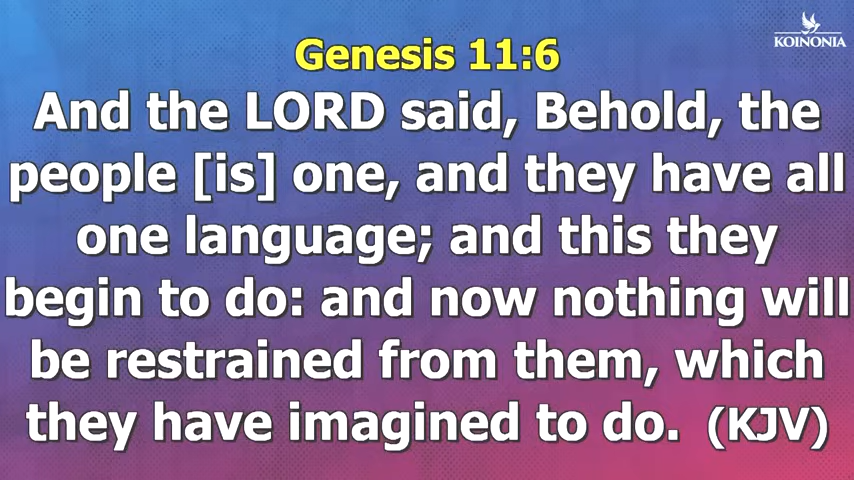 KOINONIA
Genesis 11:6
And the LORD said, Behold, the
people [is] one, and they have all
one language; and this they
begin to do: and now nothing will
be restrained from them, which
they have imagined to do. (KJV)